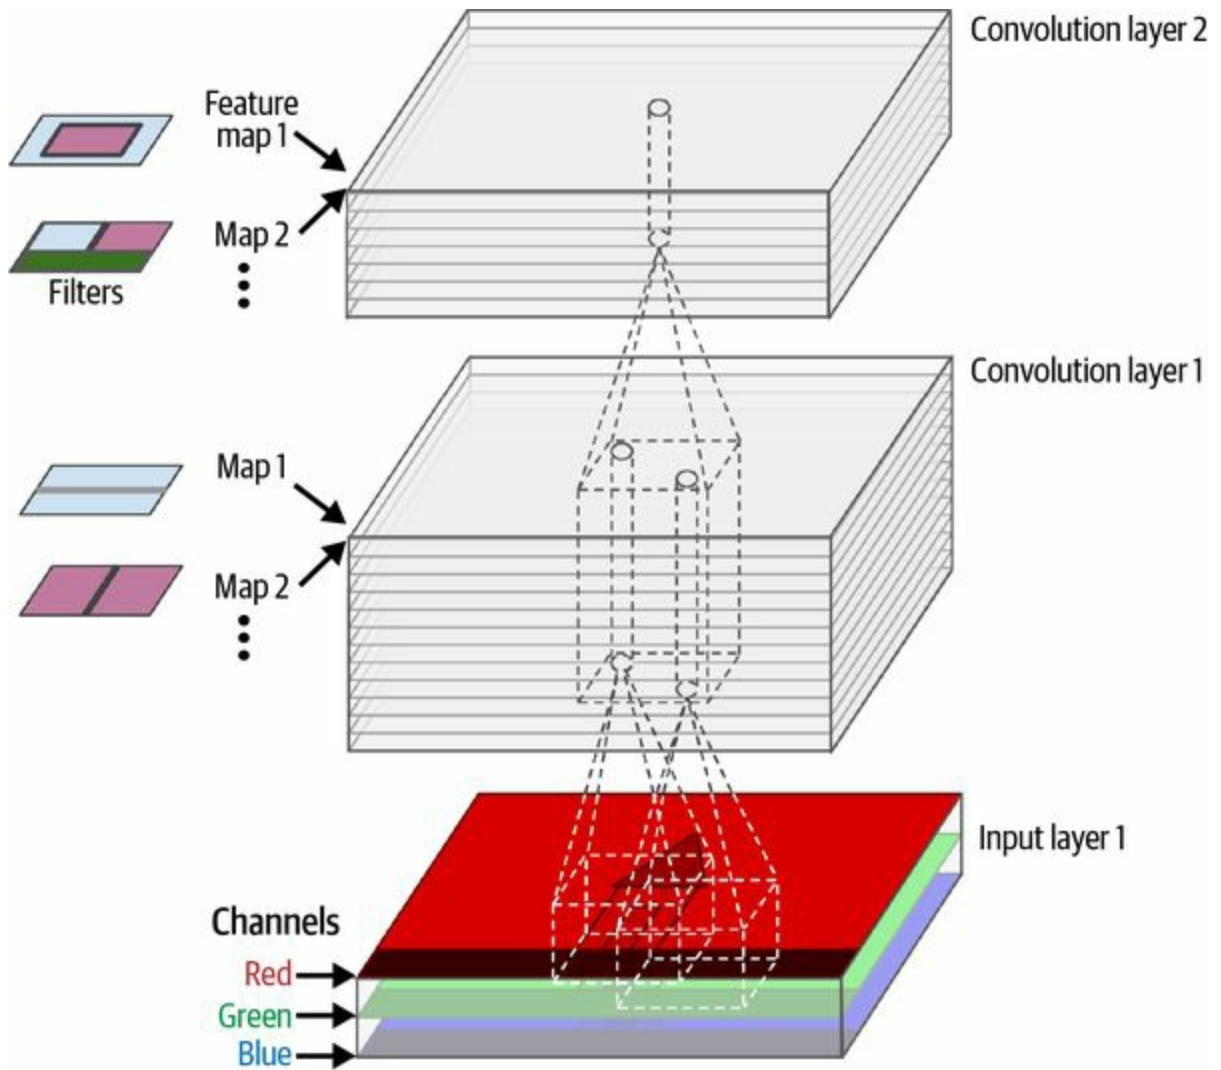 Convolution layer 2
Feature
map 1
Map 2
Filters
Convolution layer 1
Map 1
Map 2
Input layer 1
Channels
Red
Green
Blue